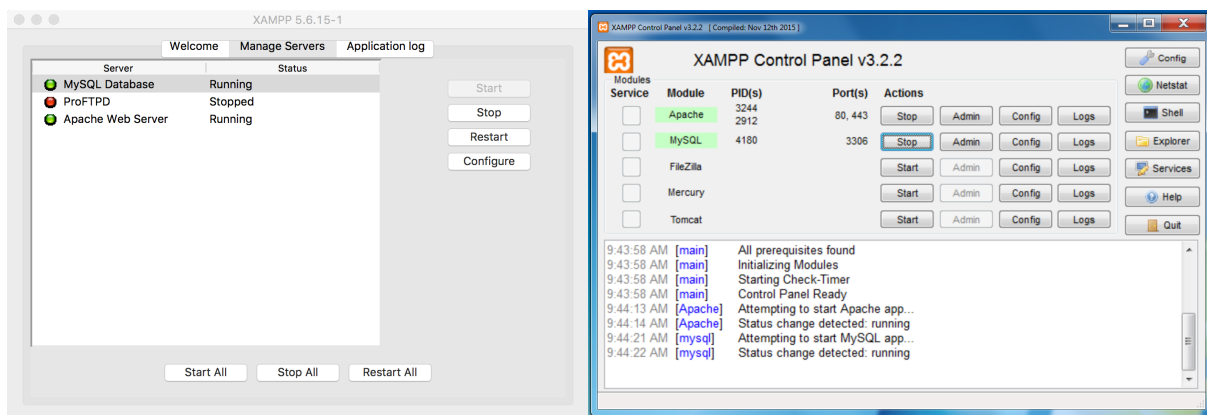 XAMPP 5.6.15-1
Welcome Manage Servers Application log
Server Status
MySQL Database Running
ProFTPD Stopped
Apache Web Server Running
Start
Stop
Restart
Configure
Start All Stop All Restart All
XAMPP Control Panel v3.2.2 [ Compiled: Nov 12th 2015 ]
XAMPP Control Panel v3.2.2
Modules
Service Module PID(s) Port(s) Actions
Apache 3244 2912 80, 443 Stop Admin Config Logs
MySQL 4180 3306 Stop Admin Config Logs
FileZilla Start Admin Config Logs
Mercury Start Admin Config Logs
Tomcat Start Admin Config Logs
Config
Netstat
Shell
Explorer
Services
Help
Quit
9:43:58 AM [main] All prerequisites found
9:43:58 AM [main] Initializing Modules
9:43:58 AM [main] Starting Check-Timer
9:43:58 AM [main] Control Panel Ready
9:44:13 AM [Apache] Attempting to start Apache app...
9:44:14 AM [Apache] Status change detected: running
9:44:21 AM [mysql] Attempting to start MySQL app...
9:44:22 AM [mysql] Status change detected: running